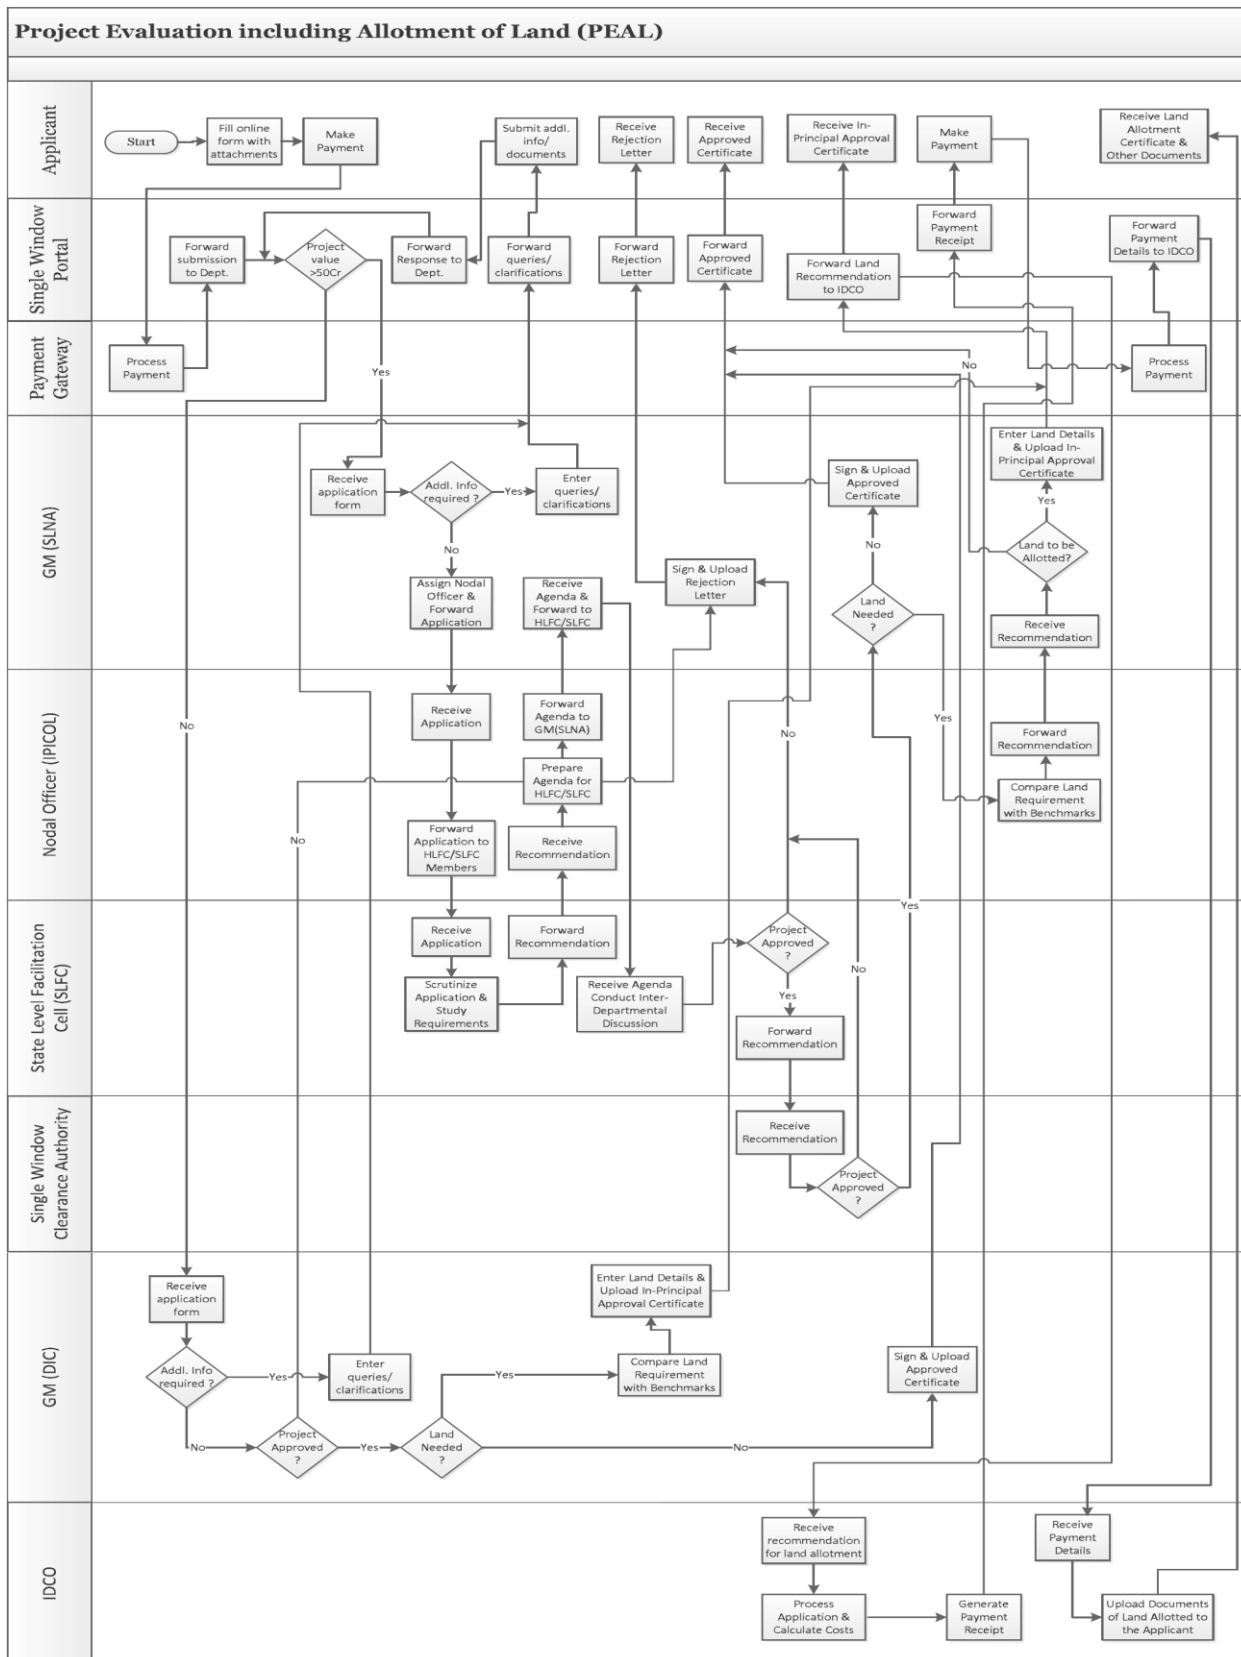 Project Evaluation including Allotment of Land (PEAL)
Applicant
Start
Fill online
form with
attachments
Make
Payment
Submit addl.
info/
documents
Receive
Rejection
Letter
Receive
Approved
Certificate
Receive In-
Principal Approval
Certificate
Make
Payment
Receive Land
Allotment
Certificate &
Other Documents
Single Window
Portal
Forward
submission
to Dept.
Project
value
>50Cr
Forward
Response to
Dept.
Forward
queries/
clarifications
Forward
Rejection
Letter
Forward
Approved
Certificate
Forward Land
Recommendation
to IDCO
Forward
Payment
Receipt
Forward
Payment
Details to IDCO
Payment
Gateway
Process
Payment
Yes
No
Process
Payment
GM (SLNA)
Receive
application
form
Addl. Info
required ?
Yes
Enter
queries/
clarifications
No
Assign Nodal
Officer &
Forward
Application
Receive
Agenda &
Forward to
HLFC/SLFC
Sign & Upload
Rejection
Letter
Sign & Upload
Approved
Certificate
No
Land
Needed
?
Enter Land Details
& Upload In-
Principal Approval
Certificate
Yes
Land to be
Allotted?
Receive
Recommendation
Nodal Officer (IPICOL)
No
No
Receive
Application
Forward
Application to
HLFC/SLFC
Members
Forward
Agenda to
GM(SLNA)
Prepare
Agenda for
HLFC/SLFC
Receive
Recommendation
No
Yes
Forward
Recommendation
Compare Land
Requirement
with Benchmarks
State Level Facilitation
Cell (SLFC)
Receive
Application
Scrutinize
Application &
Study
Requirements
Forward
Recommendation
Receive Agenda
Conduct Inter-
Departmental
Discussion
Project
Approved
?
Yes
Forward
Recommendation
No
Yes
Single Window
Clearance Authority
Receive
Recommendation
Project
Approved
?
GM (DIC)
Receive
application
form
Addl. Info
required ?
Yes
Enter
queries/
clarifications
No
Project
Approved
?
Yes
Land
Needed
?
Yes
Enter Land Details &
Upload In-Principal
Approval Certificate
Compare Land
Requirement
with Benchmarks
No
Sign & Upload
Approved
Certificate
IDCO
Receive
recommendation
for land allotment
Process
Application &
Calculate Costs
Generate
Payment
Receipt
Receive
Payment
Details
Upload Documents
of Land Allotted to
the Applicant